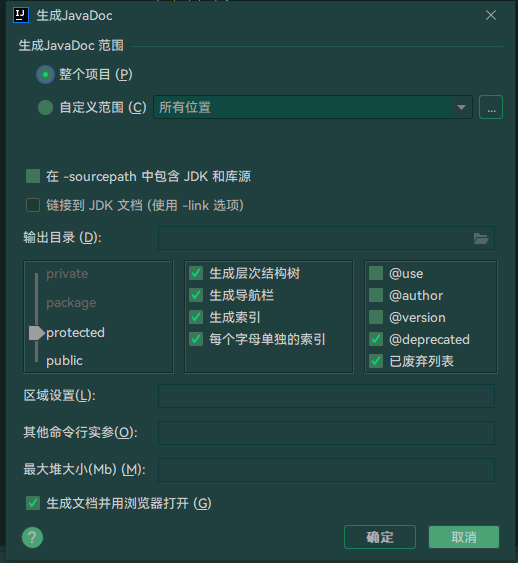 IJ 生成JavaDoc
生成JavaDoc 范围
整个项目 (P)
自定义范围 (C) 所有位置 ...
在 -sourcepath 中包含 JDK 和库源
链接到 JDK 文档 (使用 -link 选项)
输出目录 (D):
private
package
protected
public
生成层次结构树
生成导航栏
生成索引
每个字母单独的索引
@use
@author
@version
@deprecated
已废弃列表
区域设置(L):
其他命令行实参(O):
最大堆大小(Mb) (M):
生成文档并用浏览器打开 (G)
? 确定 取消